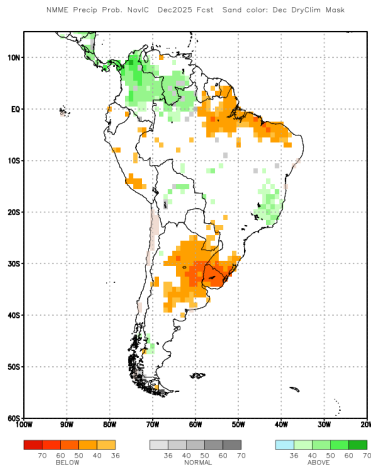 NMME Precip Prob. NovIC Dec2025 Fcst Sand color: Dec DryClim Mask
10N
EQ
10S
20S
30S
40S
50S
60S
100W 90W 80W 70W 60W 50W 40W 30W 20W
70 60 50 40 36 36 40 50 60 70 36 40 50 60 70
BELOW NORMAL ABOVE